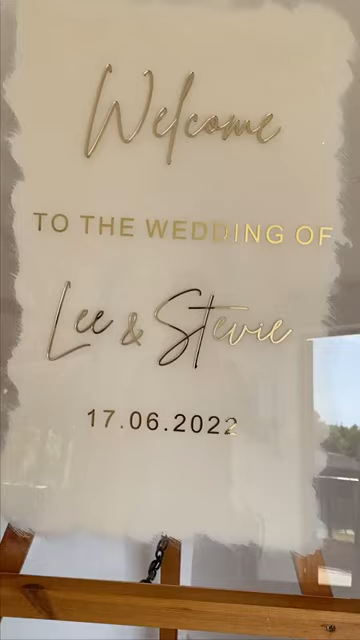 Welcome
TO THE WEDDING OF
Lee & Stevie
17.06.2022